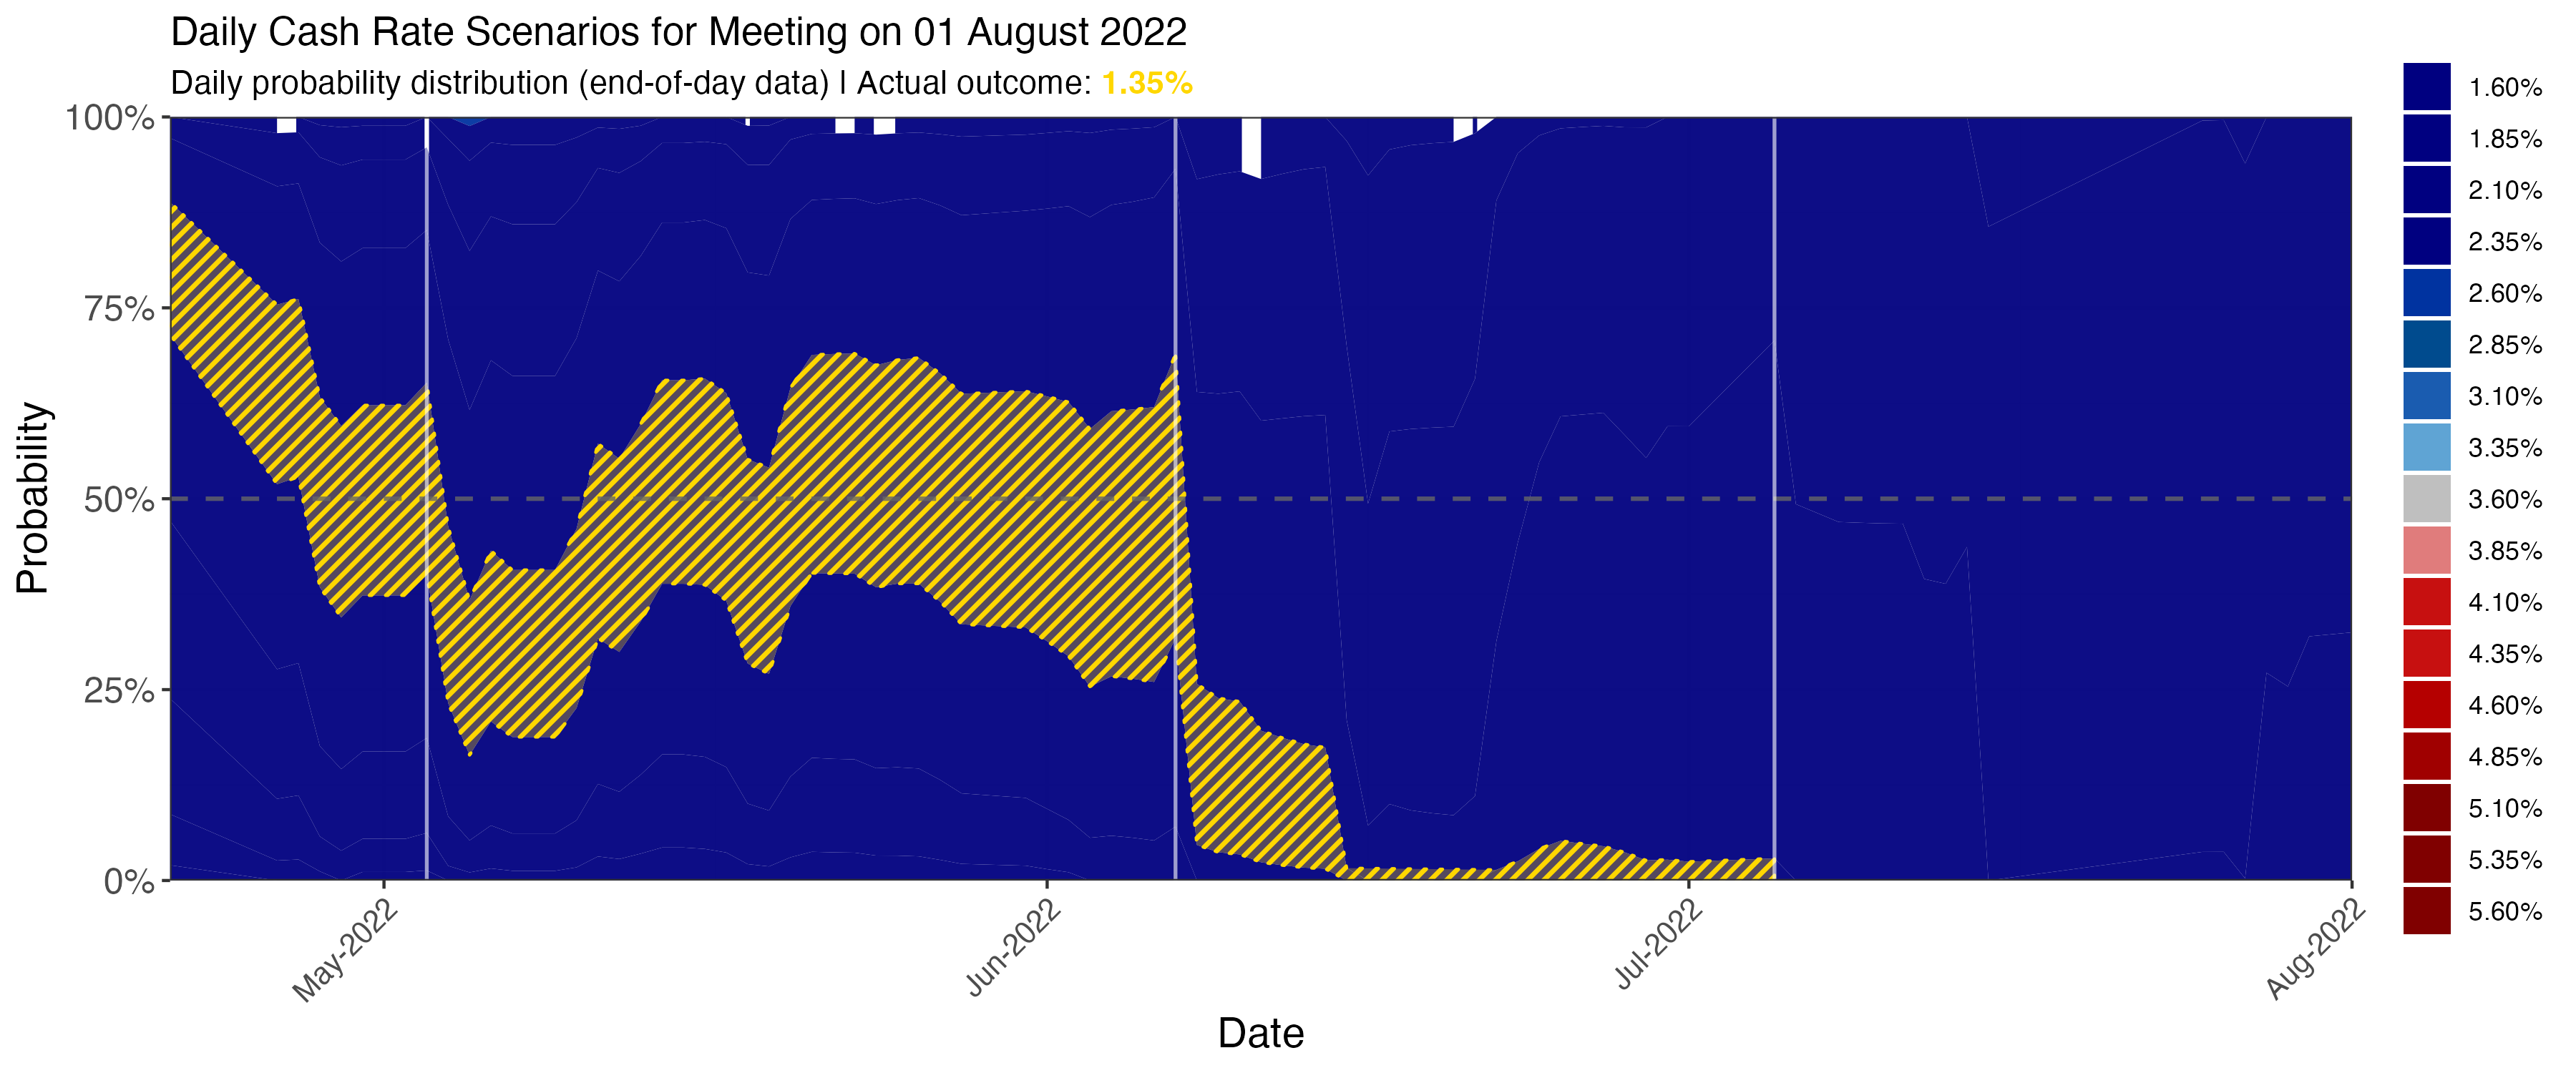 Daily Cash Rate Scenarios for Meeting on 01 August 2022
Daily probability distribution (end-of-day data) | Actual outcome: 1.35%
Probability
100%
75%
50%
25%
0%
May-2022
Jun-2022
Jul-2022
Aug-2022
Date
1.60%
1.85%
2.10%
2.35%
2.60%
2.85%
3.10%
3.35%
3.60%
3.85%
4.10%
4.35%
4.60%
4.85%
5.10%
5.35%
5.60%